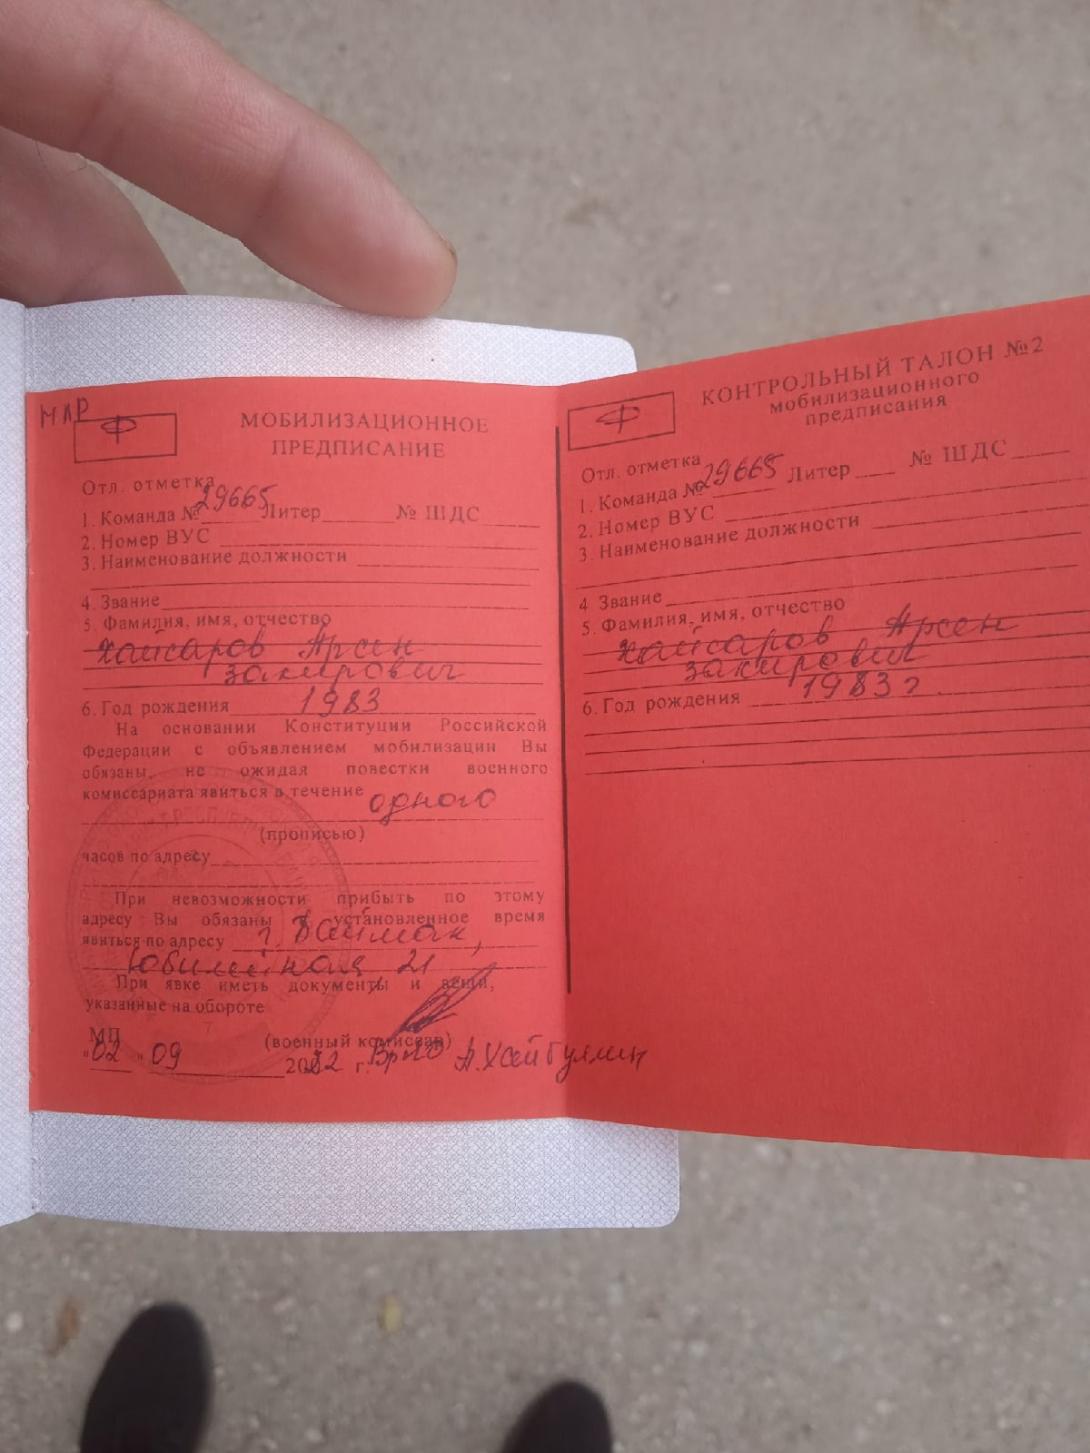 МЛР
Ф
МОБИЛИЗАЦИОННОЕ
ПРЕДПИСАНИЕ
Отл. отметка
1. Команда № 29665 Литер № ШДС
2. Номер ВУС
3. Наименование должности
4. Звание
5. Фамилия, имя, отчество
Хайсаров Арсен
Закирович
6. Год рождения 1983
На основании Конституции Российской
Федерации с объявлением мобилизации Вы
обязаны, не ожидая повестки военного
комиссариата явиться в течение одного
(прописью)
часов по адресу
При невозможности прибыть по этому
адресу Вы обязаны в установленное время
явиться по адресу г. Баймак,
Юбилейная 21
При явке иметь документы и вещи,
указанные на обороте
МП (военный комиссар)
"02 " 09 2022 г. Врио А. Хайбуллин
Ф
КОНТРОЛЬНЫЙ ТАЛОН №2
мобилизационного
предписания
Отл. отметка
1. Команда № 29665 Литер № ШДС
2. Номер ВУС
3. Наименование должности
4 Звание
5. Фамилия, имя, отчество
Хайсаров Арсен
Закирович
6. Год рождения 1983 г.